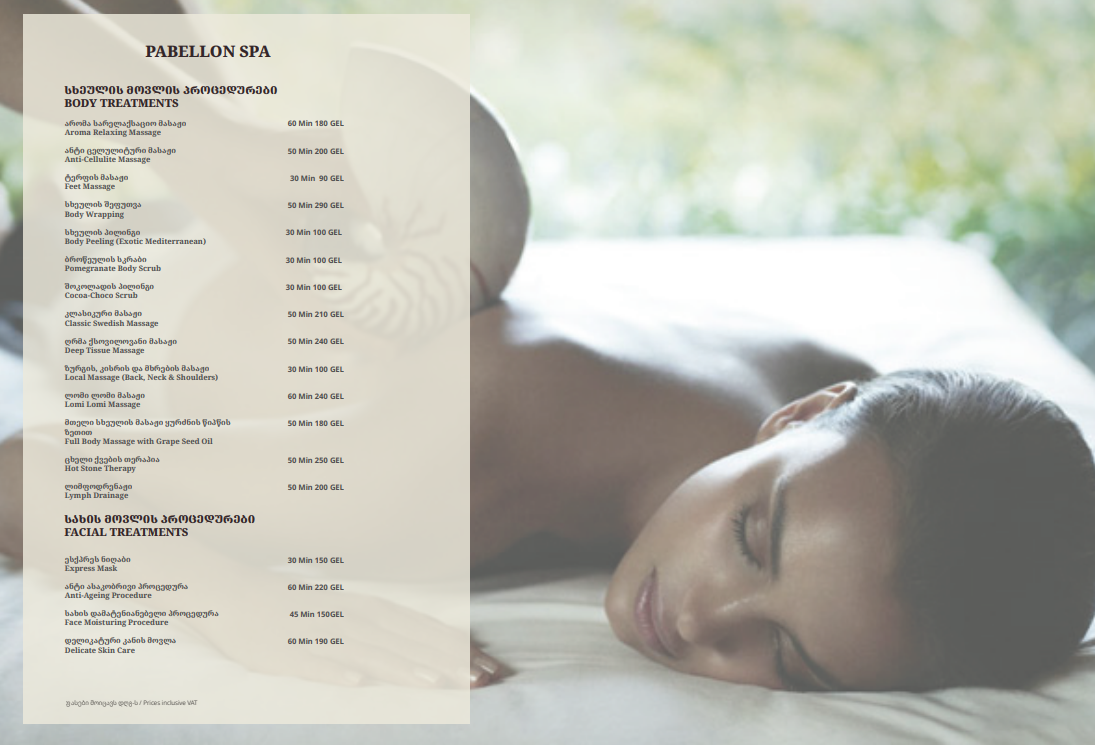 PABELLON SPA
სხეულის მოვლის პროცედურები
BODY TREATMENTS
არომა სარელაქსაციო მასაჟი 60 Min 180 GEL
Aroma Relaxing Massage
ანტი ცელულიტური მასაჟი 50 Min 200 GEL
Anti-Cellulite Massage
ტერფის მასაჟი 30 Min 90 GEL
Feet Massage
სხეულის შეფუთვა 50 Min 290 GEL
Body Wrapping
სხეულის პილინგი 30 Min 100 GEL
Body Peeling (Exotic Mediterranean)
ბროწეულის სკრაბი 30 Min 100 GEL
Pomegranate Body Scrub
შოკოლადის პილინგი 30 Min 100 GEL
Cocoa-Choco Scrub
კლასიკური მასაჟი 50 Min 210 GEL
Classic Swedish Massage
ღრმა ქსოვილოვანი მასაჟი 50 Min 240 GEL
Deep Tissue Massage
ზურგის, კისრის და მხრების მასაჟი 30 Min 100 GEL
Local Massage (Back, Neck & Shoulders)
ლომი ლომი მასაჟი 60 Min 240 GEL
Lomi Lomi Massage
მთელი სხეულის მასაჟი ყურძნის წიპწის 50 Min 180 GEL
ზეთით
Full Body Massage with Grape Seed Oil
ცხელი ქვების თერაპია 50 Min 250 GEL
Hot Stone Therapy
ლიმფოდრენაჟი 50 Min 200 GEL
Lymph Drainage
სახის მოვლის პროცედურები
FACIAL TREATMENTS
ექსპრეს ნიღაბი 30 Min 150 GEL
Express Mask
ანტი ასაკობრივი პროცედურა 60 Min 220 GEL
Anti-Ageing Procedure
სახის დამატენიანებელი პროცედურა 45 Min 150GEL
Face Moisturing Procedure
დელიკატური კანის მოვლა 60 Min 190 GEL
Delicate Skin Care
ფასები მოიცავს დღგ-ს / Prices inclusive VAT